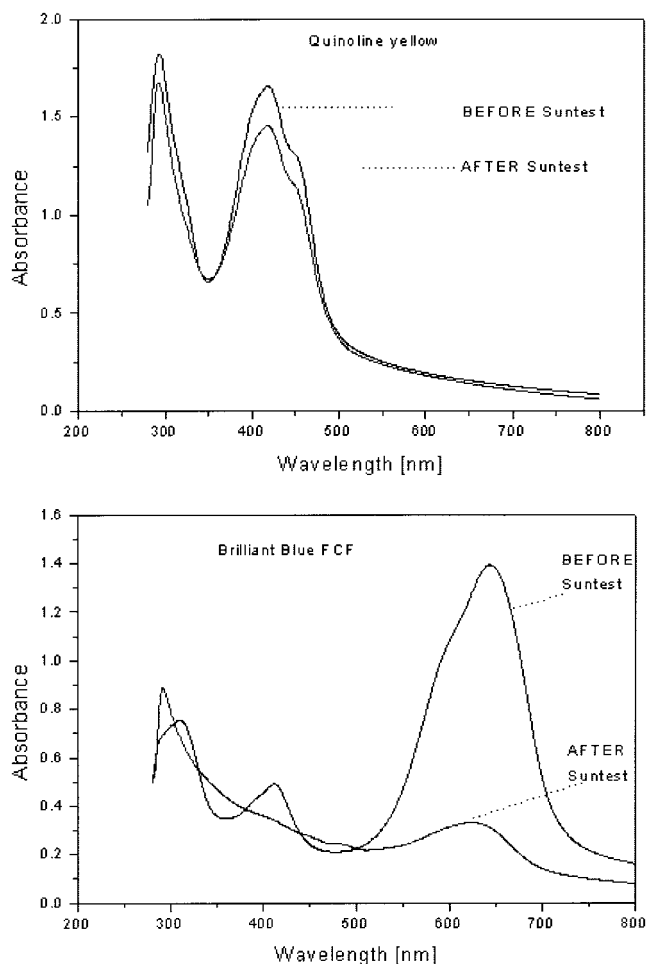 Quinoline yellow
BEFORE Suntest
AFTER Suntest
Absorbance
2.0
1.5
1.0
0.5
0.0
200 300 400 500 600 700 800
Wavelength [nm]
Brilliant Blue FCF
BEFORE
Suntest
AFTER
Suntest
Absorbance
1.6
1.4
1.2
1.0
0.8
0.6
0.4
0.2
0.0
200 300 400 500 600 700 800
Wavelength [nm]